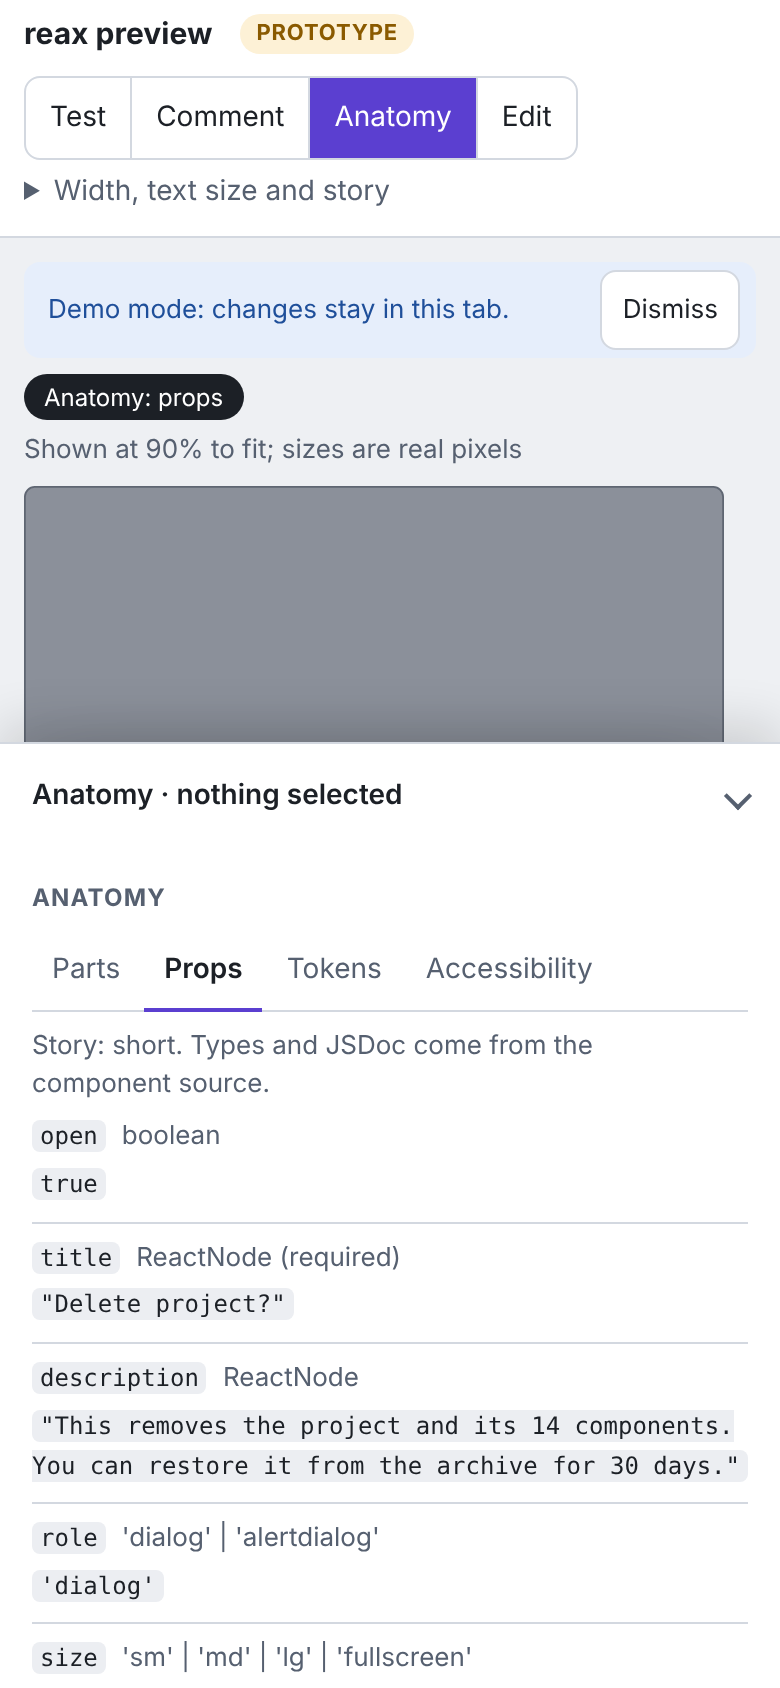 reax preview PROTOTYPE
Test Comment Anatomy Edit
Width, text size and story
Demo mode: changes stay in this tab. Dismiss
Anatomy: props
Shown at 90% to fit; sizes are real pixels
Anatomy · nothing selected
ANATOMY
Parts Props Tokens Accessibility
Story: short. Types and JSDoc come from the
component source.
open boolean
true
title ReactNode (required)
"Delete project?"
description ReactNode
"This removes the project and its 14 components.
You can restore it from the archive for 30 days."
role 'dialog' | 'alertdialog'
'dialog'
size 'sm' | 'md' | 'lg' | 'fullscreen'